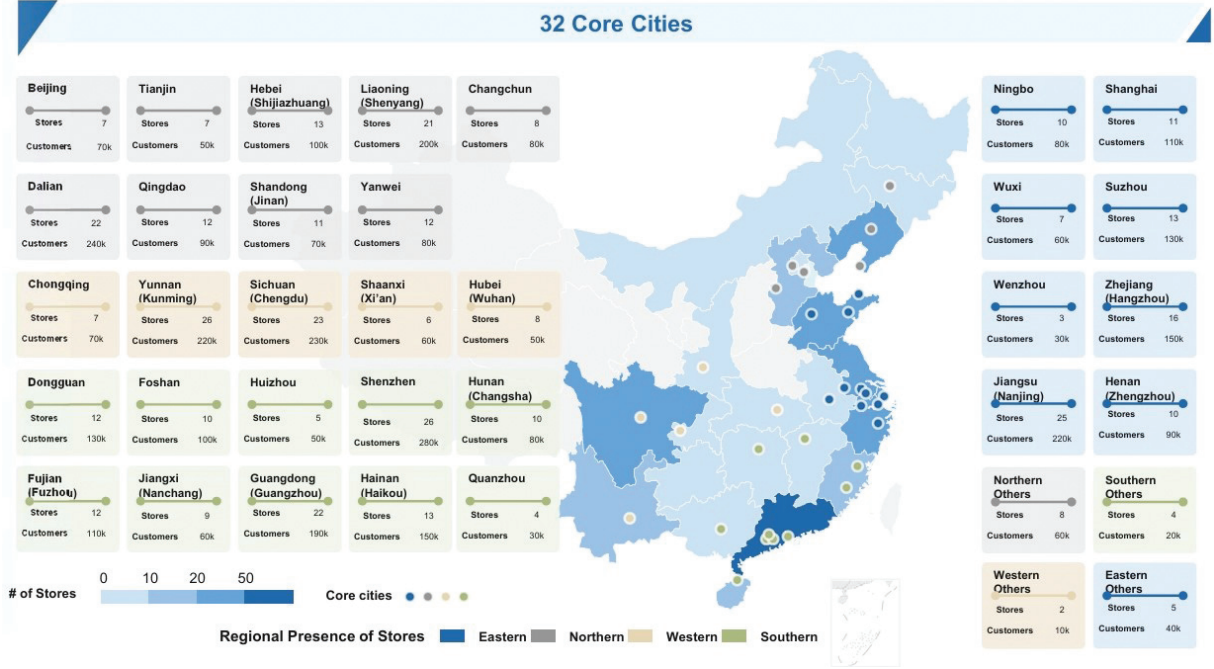 32 Core Cities
Beijing
Stores 7
Customers 70k
Tianjin
Stores 7
Customers 50k
Hebei
(Shijiazhuang)
Stores 13
Customers 100k
Liaoning
(Shenyang)
Stores 21
Customers 200k
Changchun
Stores 8
Customers 80k
Dalian
Stores 22
Customers 240k
Qingdao
Stores 12
Customers 90k
Shandong
(Jinan)
Stores 11
Customers 70k
Yanwei
Stores 12
Customers 80k
Chongqing
Stores 7
Customers 70k
Yunnan
(Kunming)
Stores 26
Customers 220k
Sichuan
(Chengdu)
Stores 23
Customers 230k
Shaanxi
(Xi'an)
Stores 6
Customers 60k
Hubei
(Wuhan)
Stores 8
Customers 50k
Dongguan
Stores 12
Customers 130k
Foshan
Stores 10
Customers 100k
Huizhou
Stores 5
Customers 50k
Shenzhen
Stores 26
Customers 280k
Hunan
(Changsha)
Stores 10
Customers 80k
Fujian
(Fuzhou)
Stores 12
Customers 110k
Jiangxi
(Nanchang)
Stores 9
Customers 60k
Guangdong
(Guangzhou)
Stores 22
Customers 190k
Hainan
(Haikou)
Stores 13
Customers 150k
Quanzhou
Stores 4
Customers 30k
Ningbo
Stores 10
Customers 80k
Shanghai
Stores 11
Customers 110k
Wuxi
Stores 7
Customers 60k
Suzhou
Stores 13
Customers 130k
Wenzhou
Stores 3
Customers 30k
Zhejiang
(Hangzhou)
Stores 16
Customers 150k
Jiangsu
(Nanjing)
Stores 25
Customers 220k
Henan
(Zhengzhou)
Stores 10
Customers 90k
Northern
Others
Stores 8
Customers 60k
Southern
Others
Stores 4
Customers 20k
Western
Others
Stores 2
Customers 10k
Eastern
Others
Stores 5
Customers 40k
0 10 20 50
# of Stores
Core cities
Regional Presence of Stores Eastern Northern Western Southern